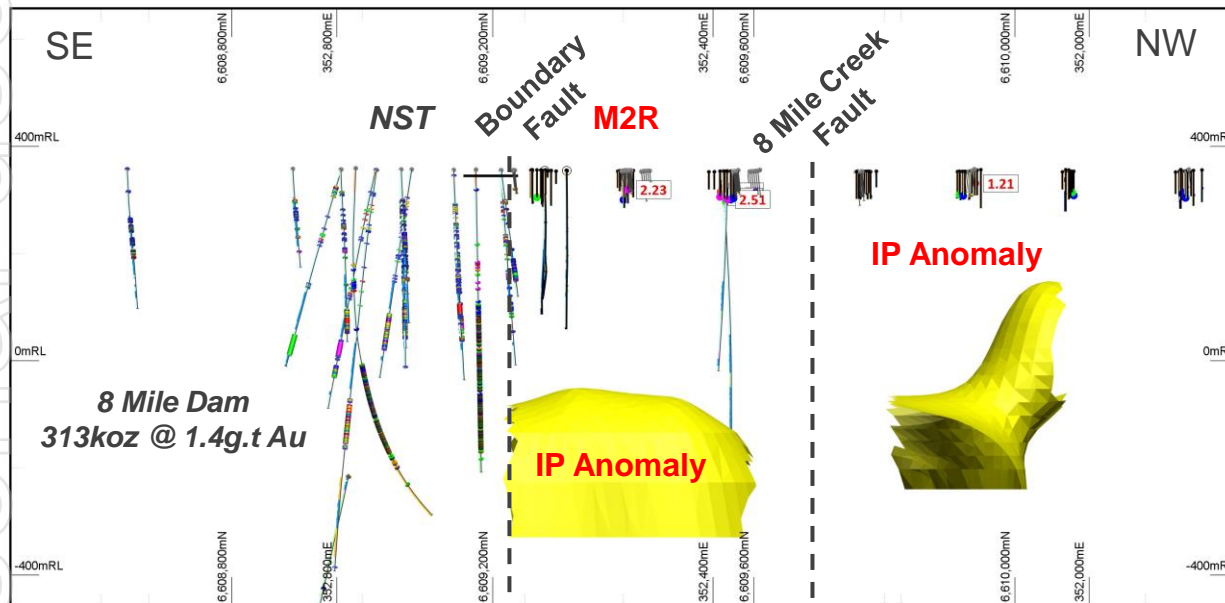 SE
6,608,800mN
352,800mE
6,609,200mN
352,400mE
6,609,600mN
6,610,000mN
352,000mE
NW
NST
Boundary
Fault
M2R
8 Mile Creek
Fault
400mRL
400mRL
2.23
2.51
1.21
IP Anomaly
0mRL
0mRL
8 Mile Dam
313koz @ 1.4g.t Au
IP Anomaly
-400mRL
-400mRL
6,608,800mN
352,800mE
6,609,200mN
352,400mE
6,609,600mN
6,610,000mN
352,000mE